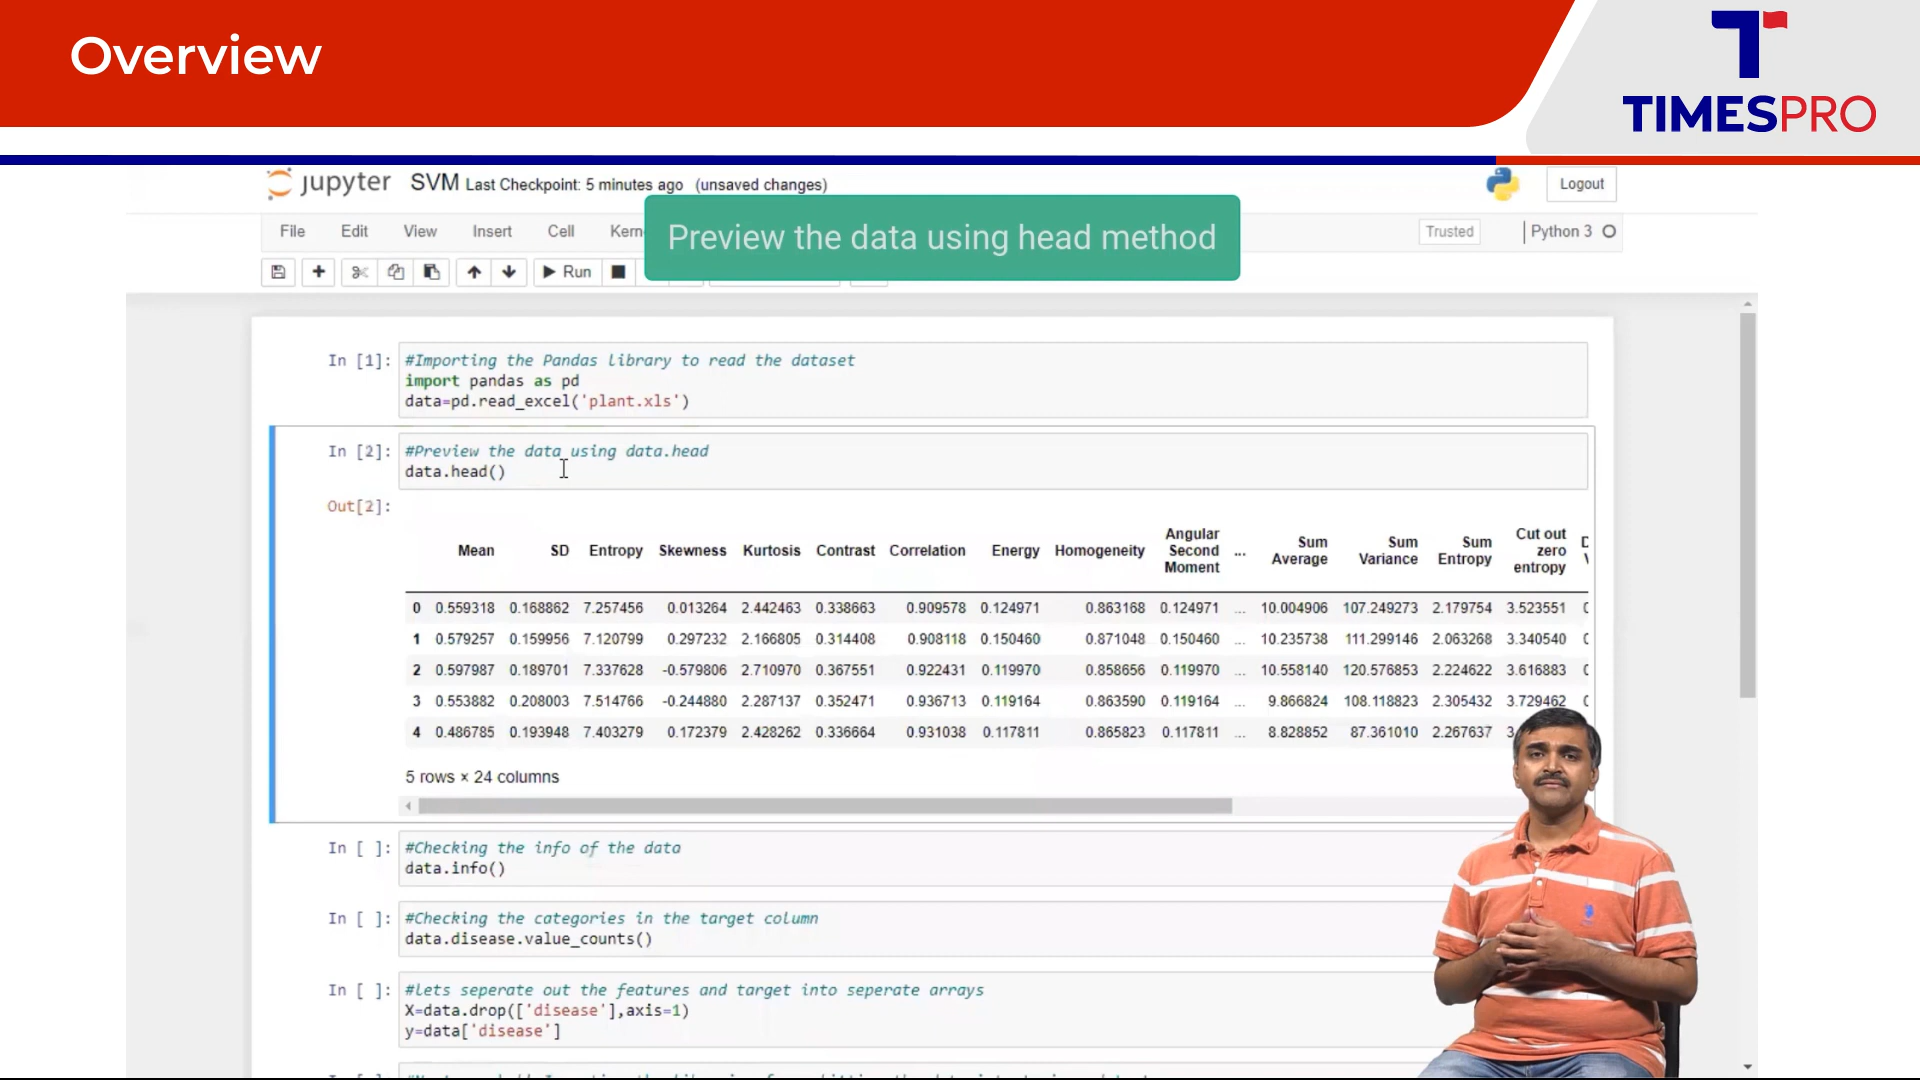 Overview
TIMESPRO
jupyter SVM Last Checkpoint: 5 minutes ago (unsaved changes)
Logout
Preview the data using head method
File Edit View Insert Cell Kern
Trusted Python 3
Run
In [1]: #Importing the Pandas library to read the dataset
import pandas as pd
data=pd.read_excel('plant.xls')
In [2]: #Preview the data using data.head
data.head()
Out[2]:
Mean SD Entropy Skewness Kurtosis Contrast Correlation Energy Homogeneity Angular Second Moment ... Sum Average Sum Variance Sum Entropy Cut out zero entropy
0 0.559318 0.168862 7.257456 0.013264 2.442463 0.338663 0.909578 0.124971 0.863168 0.124971 ... 10.004906 107.249273 2.179754 3.523551
1 0.579257 0.159956 7.120799 0.297232 2.166805 0.314408 0.908118 0.150460 0.871048 0.150460 ... 10.235738 111.299146 2.063268 3.340540
2 0.597987 0.189701 7.337628 -0.579806 2.710970 0.367551 0.922431 0.119970 0.858656 0.119970 ... 10.558140 120.576853 2.224622 3.616883
3 0.553882 0.208003 7.514766 -0.244880 2.287137 0.352471 0.936713 0.119164 0.863590 0.119164 ... 9.866824 108.118823 2.305432 3.729462
4 0.486785 0.193948 7.403279 0.172379 2.428262 0.336664 0.931038 0.117811 0.865823 0.117811 ... 8.828852 87.361010 2.267637
5 rows × 24 columns
In [ ]: #Checking the info of the data
data.info()
In [ ]: #Checking the categories in the target column
data.disease.value_counts()
In [ ]: #lets seperate out the features and target into seperate arrays
X=data.drop(['disease'],axis=1)
y=data['disease']